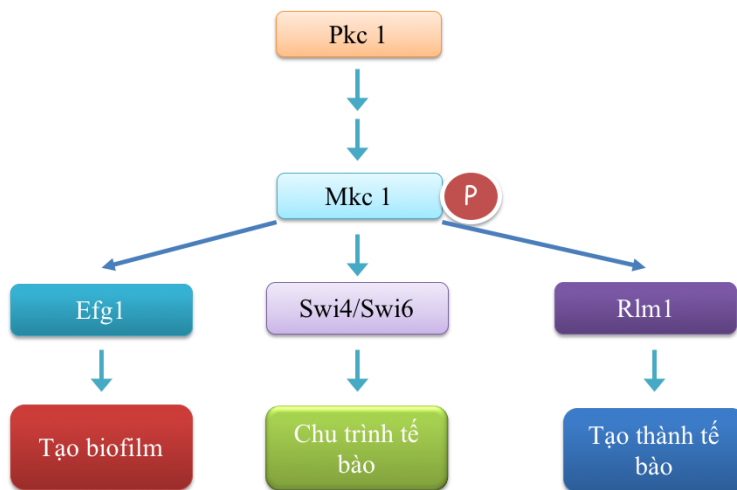 Pkc 1
Mkc 1
P
Efg1
Swi4/Swi6
Rlm1
Tạo biofilm
Chu trình tế
bào
Tạo thành tế
bào